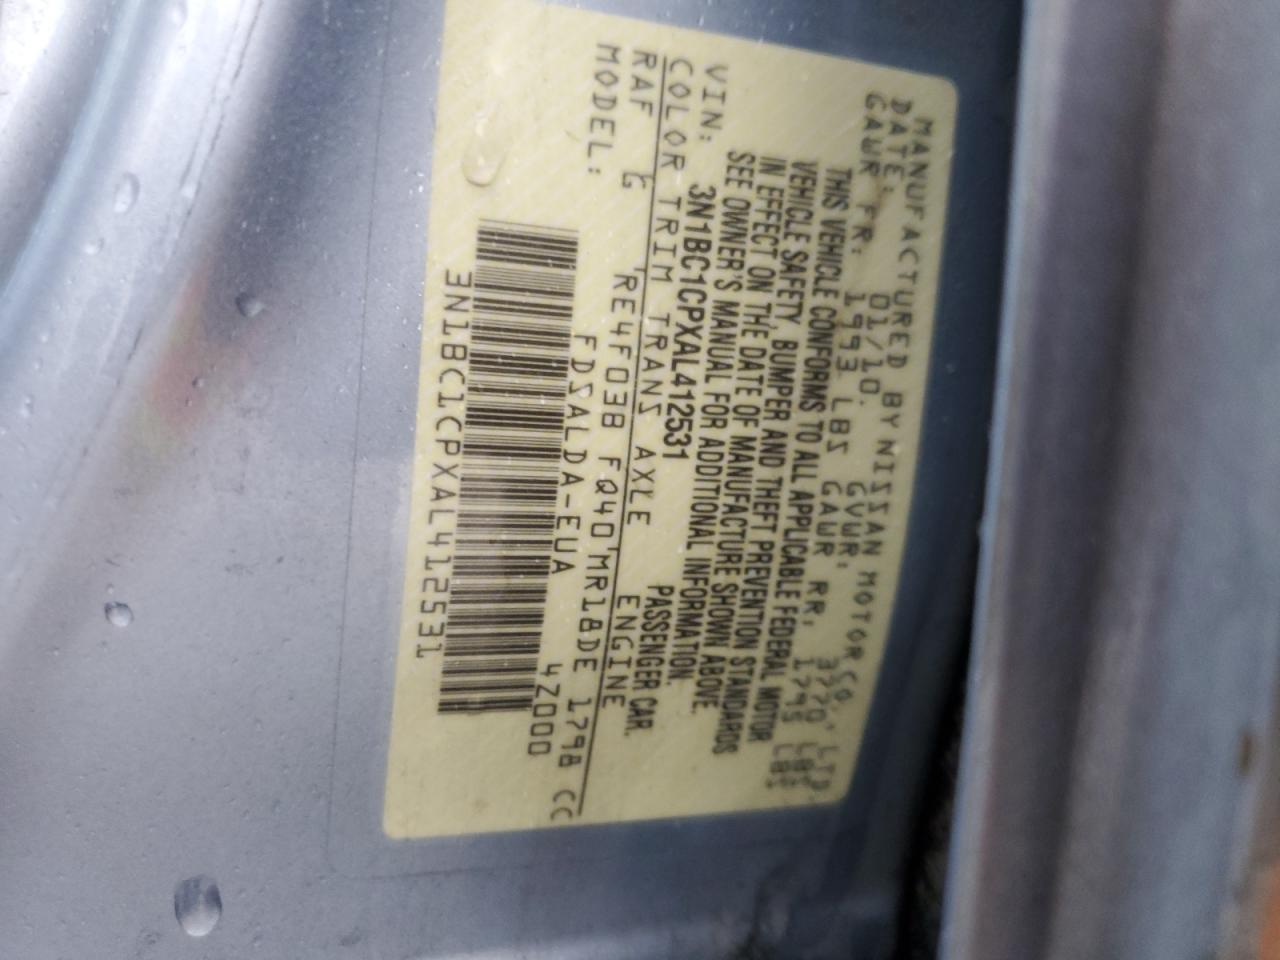 MANUFACTURED BY NISSAN MOTOR CO., LTD.
DATE: 01/10. GVWR: 3770 LBS
GAWR FR: 1993 LBS GAWR RR: 1795 LBS
THIS VEHICLE CONFORMS TO ALL APPLICABLE FEDERAL MOTOR
VEHICLE SAFETY, BUMPER AND THEFT PREVENTION STANDARDS
IN EFFECT ON THE DATE OF MANUFACTURE SHOWN ABOVE.
SEE OWNER'S MANUAL FOR ADDITIONAL INFORMATION.
VIN: 3N1BC1CPXAL412531 PASSENGER CAR.
COLOR TRIM TRANS AXLE ENGINE
RAF G RE4F03B FQ40 MR18DE 1798 CC
MODEL: FDSALDA-EUA 4Z000
3N1BC1CPXAL412531